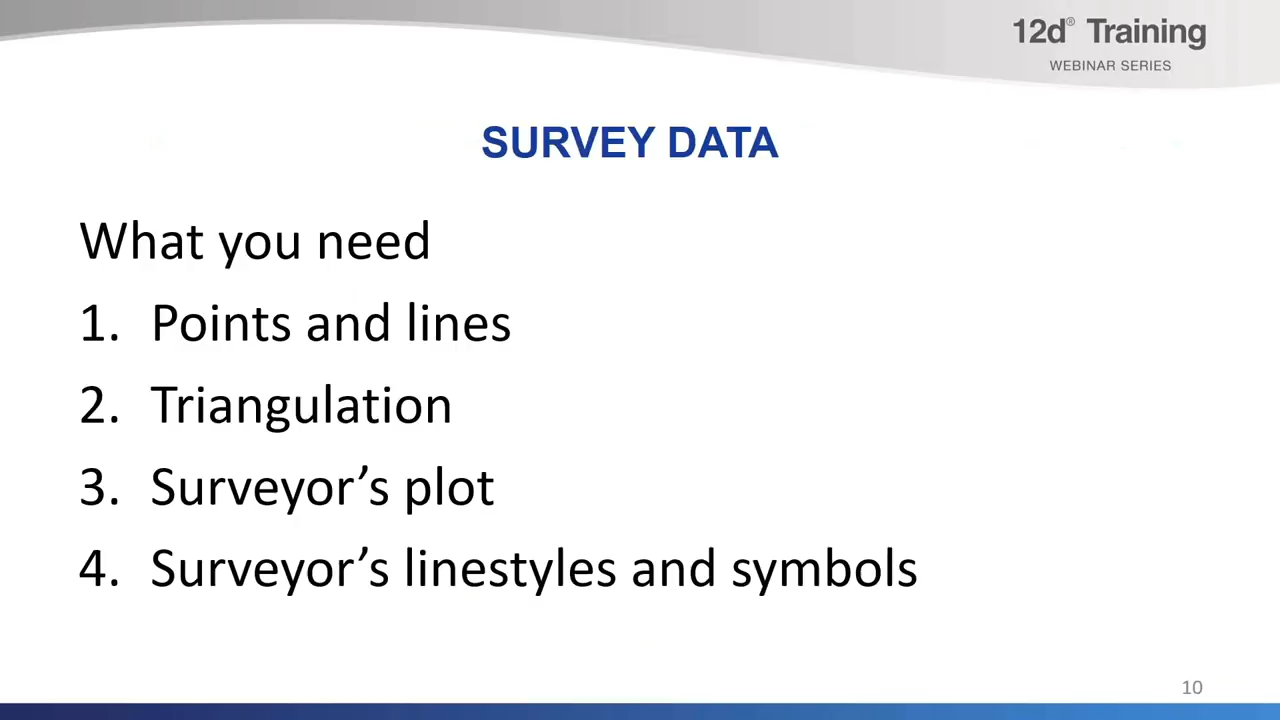 12d® Training
WEBINAR SERIES
SURVEY DATA
What you need
1. Points and lines
2. Triangulation
3. Surveyor’s plot
4. Surveyor’s linestyles and symbols
10